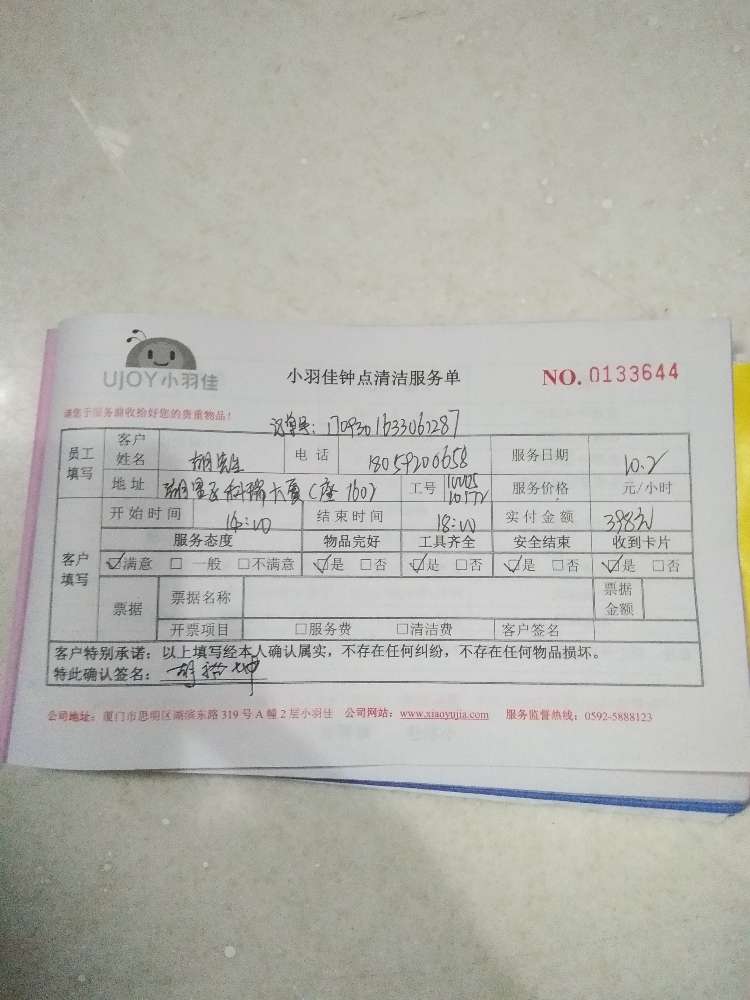 UJOY小羽佳
小羽佳钟点清洁服务单
NO. 0133644
请您于服务前收给好您的贵重物品！
订单号：1709301633061287
员工填写 客户姓名 胡先生 电话 18059200658 服务日期 10.2
地址 湖里区科瑞大厦C座1602 工号 服务价格 元/小时
客户填写 开始时间 14:00 结束时间 18:00 实付金额 398元
服务态度 物品完好 工具齐全 安全结束 收到卡片
☑满意 □一般 □不满意 ☑是 □否 ☑是 □否 ☑是 □否 ☑是 □否
票据 票据名称 票据金额
开票项目 □服务费 □清洁费 客户签名
客户特别承诺：以上填写经本人确认属实，不存在任何纠纷，不存在任何物品损坏。
特此确认签名：
公司地址：厦门市思明区湖滨东路319号A幢2层小羽佳 公司网站：www.xiaoyujia.com 服务监督热线：0592-5888123